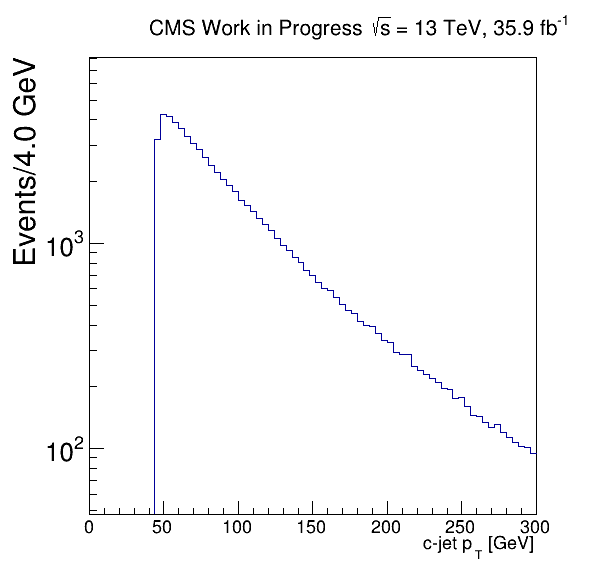 CMS Work in Progress √s = 13 TeV, 35.9 fb⁻¹
Events/4.0 GeV
10³
10²
0 50 100 150 200 250 300
c-jet p_T [GeV]